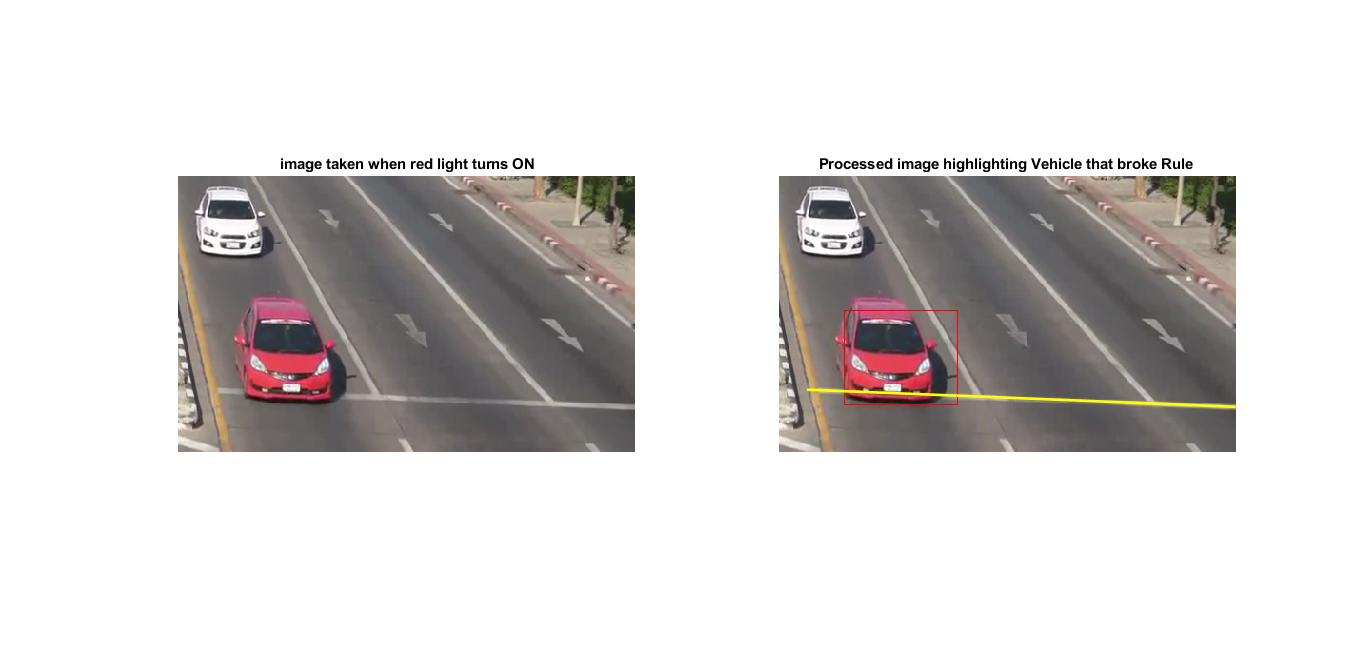 image taken when red light turns ON
Processed image highlighting Vehicle that broke Rule